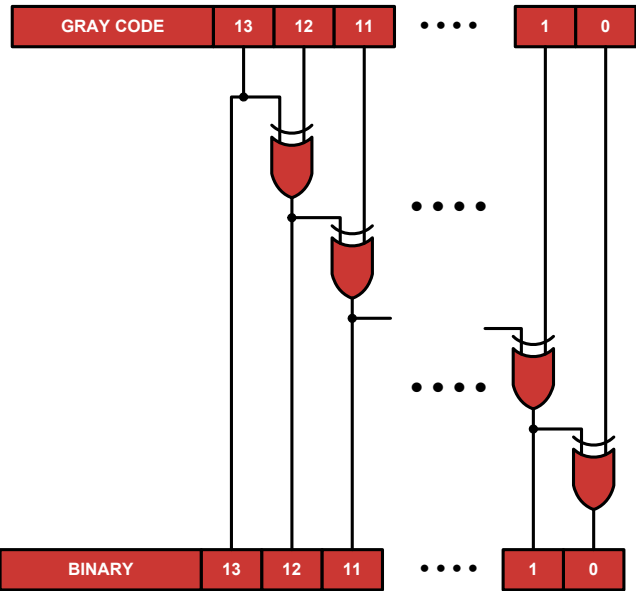 GRAY CODE 13 12 11 •••• 1 0
BINARY 13 12 11 •••• 1 0